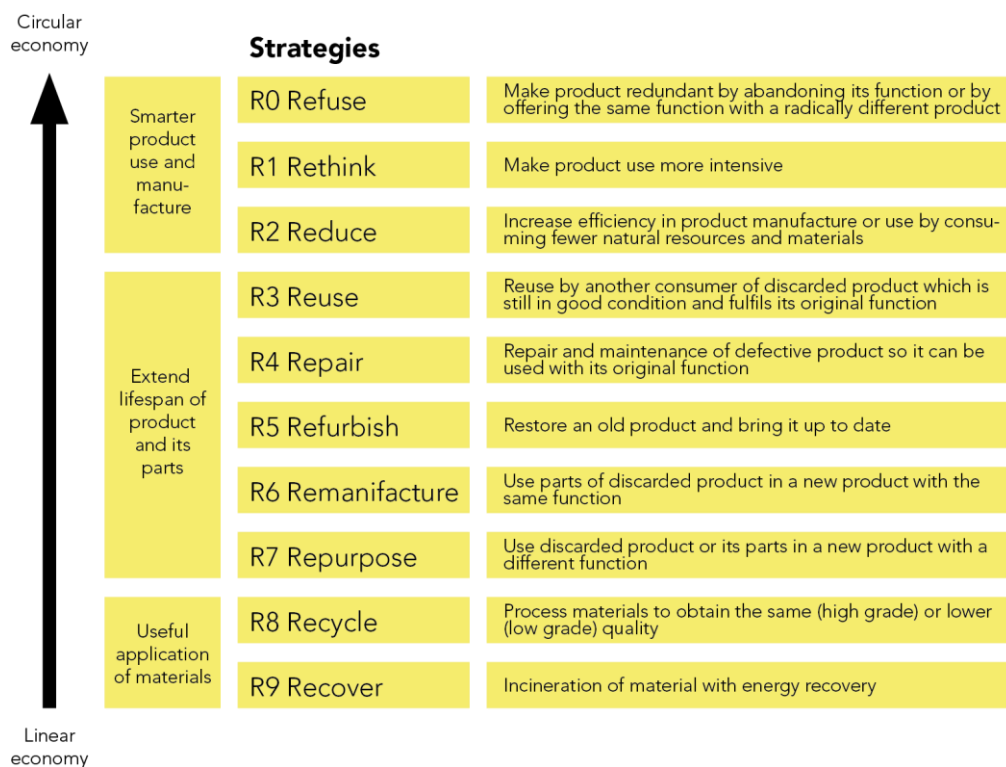 Circular
economy
Strategies
Smarter
product
use and
manu-
facture
R0 Refuse
Make product redundant by abandoning its function or by
offering the same function with a radically different product
R1 Rethink
Make product use more intensive
R2 Reduce
Increase efficiency in product manufacture or use by consu-
ming fewer natural resources and materials
Extend
lifespan of
product
and its
parts
R3 Reuse
Reuse by another consumer of discarded product which is
still in good condition and fulfils its original function
R4 Repair
Repair and maintenance of defective product so it can be
used with its original function
R5 Refurbish
Restore an old product and bring it up to date
R6 Remanifacture
Use parts of discarded product in a new product with the
same function
R7 Repurpose
Use discarded product or its parts in a new product with a
different function
Useful
application
of materials
R8 Recycle
Process materials to obtain the same (high grade) or lower
(low grade) quality
R9 Recover
Incineration of material with energy recovery
Linear
economy